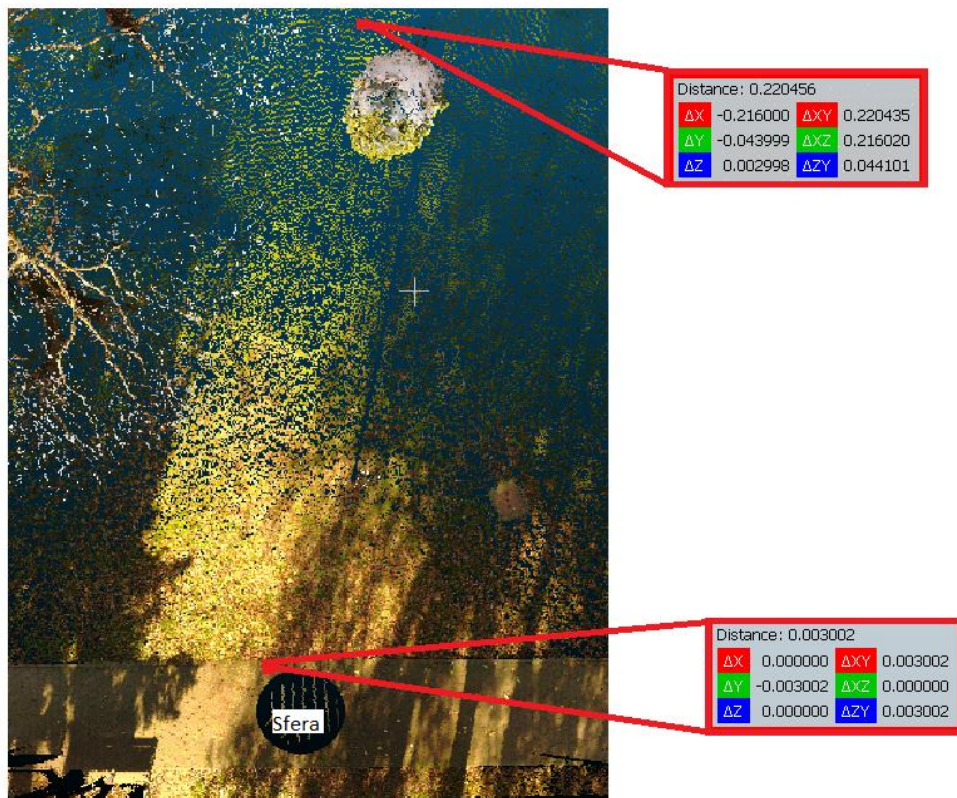 Distance: 0.220456
ΔX -0.216000 ΔXY 0.220435
ΔY -0.043999 ΔXZ 0.216020
ΔZ 0.002998 ΔZY 0.044101
Distance: 0.003002
ΔX 0.000000 ΔXY 0.003002
ΔY -0.003002 ΔXZ 0.000000
ΔZ 0.000000 ΔZY 0.003002
Sfera